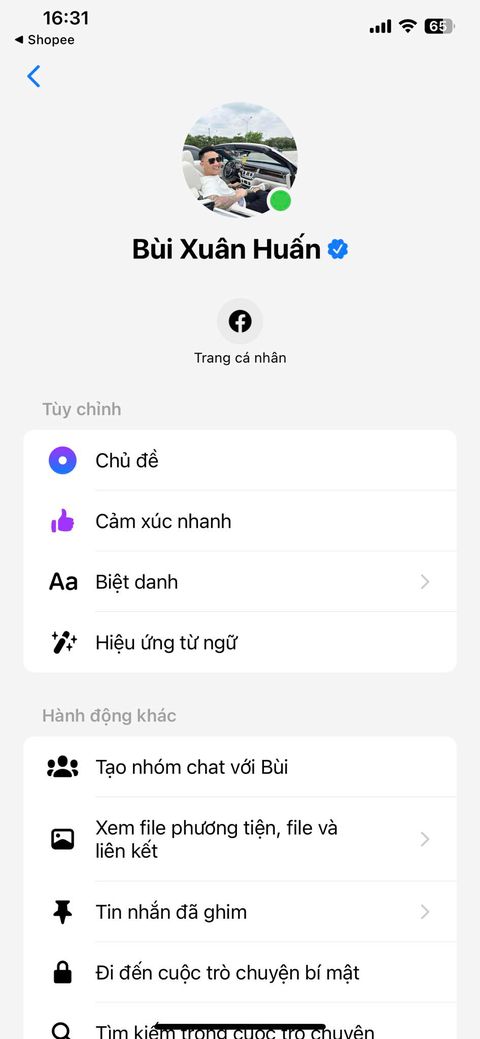 16:31
65
◀ Shopee
Bùi Xuân Huấn
Trang cá nhân
Tùy chỉnh
Chủ đề
Cảm xúc nhanh
Aa Biệt danh
Hiệu ứng từ ngữ
Hành động khác
Tạo nhóm chat với Bùi
Xem file phương tiện, file và
liên kết
Tin nhắn đã ghim
Đi đến cuộc trò chuyện bí mật
Tìm kiếm trong cuộc trò chuyện